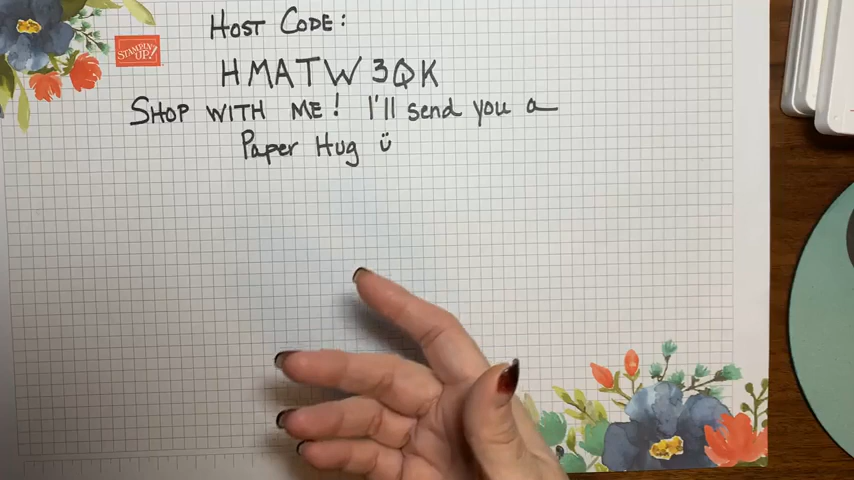 HOST CODE:
STAMPIN' UP!
HMATW3QK
SHOP WITH ME! I'll send you a
Paper Hug ü